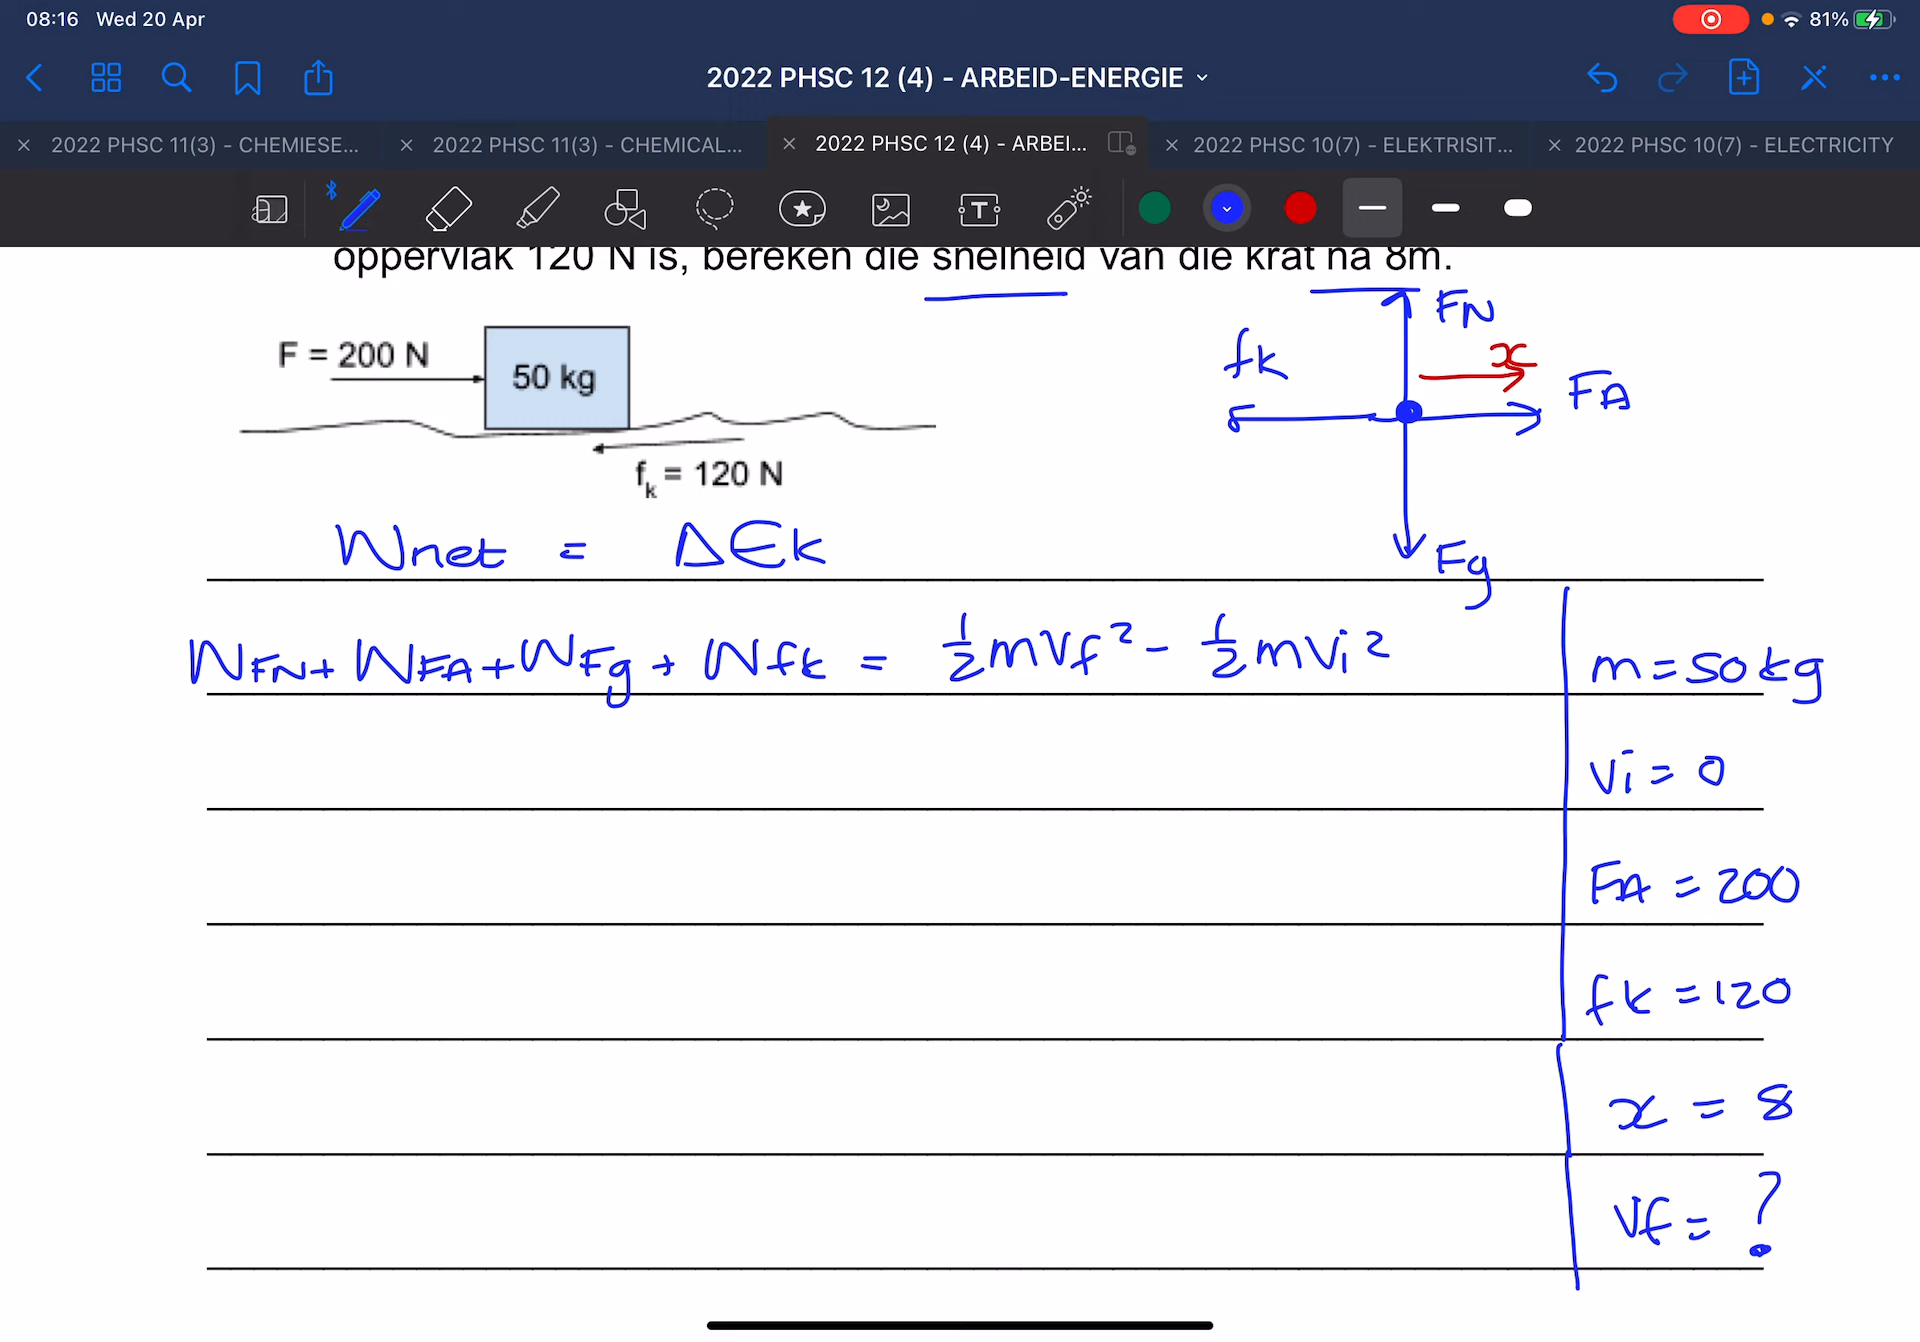 08:16 Wed 20 Apr 81%
2022 PHSC 12 (4) - ARBEID-ENERGIE
2022 PHSC 11(3) - CHEMIESE... 2022 PHSC 11(3) - CHEMICAL... 2022 PHSC 12 (4) - ARBEI... 2022 PHSC 10(7) - ELEKTRISIT... 2022 PHSC 10(7) - ELECTRICITY
oppervlak 120 N is, bereken die snelheid van die krat na 8m.
F = 200 N
50 kg
fk = 120 N
FN
fk
x
FA
Fg
Wnet = ΔEk
WFN + WFA + WFg + Wfk = ½mvf² - ½mvi²
m = 50kg
vi = 0
FA = 200
fk = 120
x = 8
vf = ?